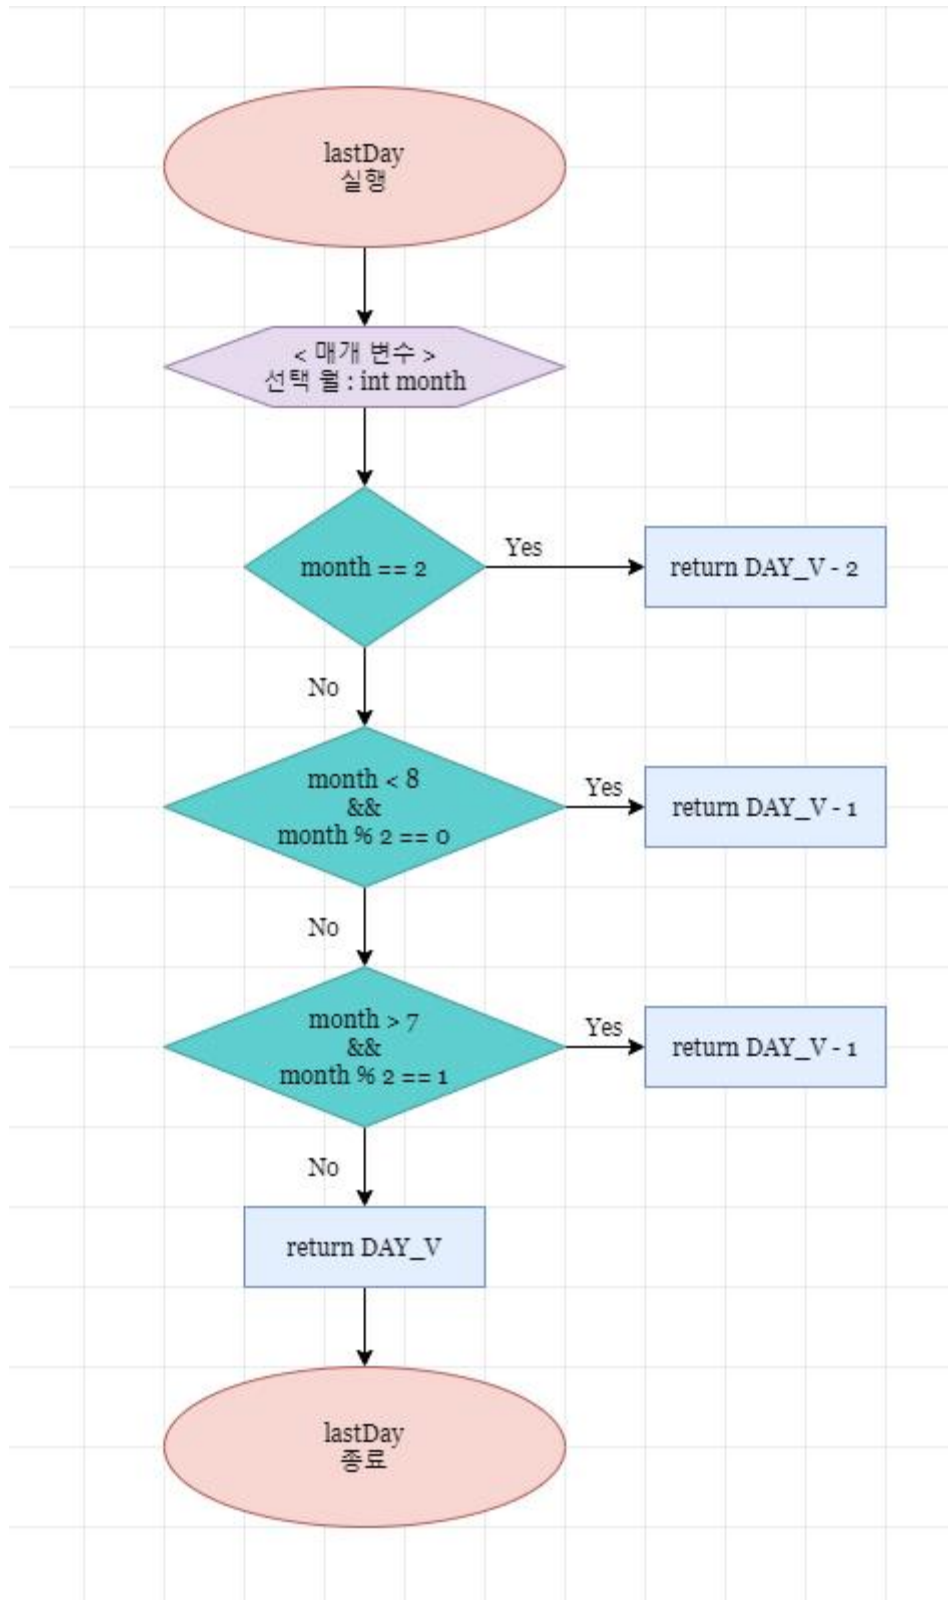 lastDay
실행
< 매개 변수 >
선택 월 : int month
month == 2
Yes
return DAY_V - 2
No
month < 8
&&
month % 2 == 0
Yes
return DAY_V - 1
No
month > 7
&&
month % 2 == 1
Yes
return DAY_V - 1
No
return DAY_V
lastDay
종료